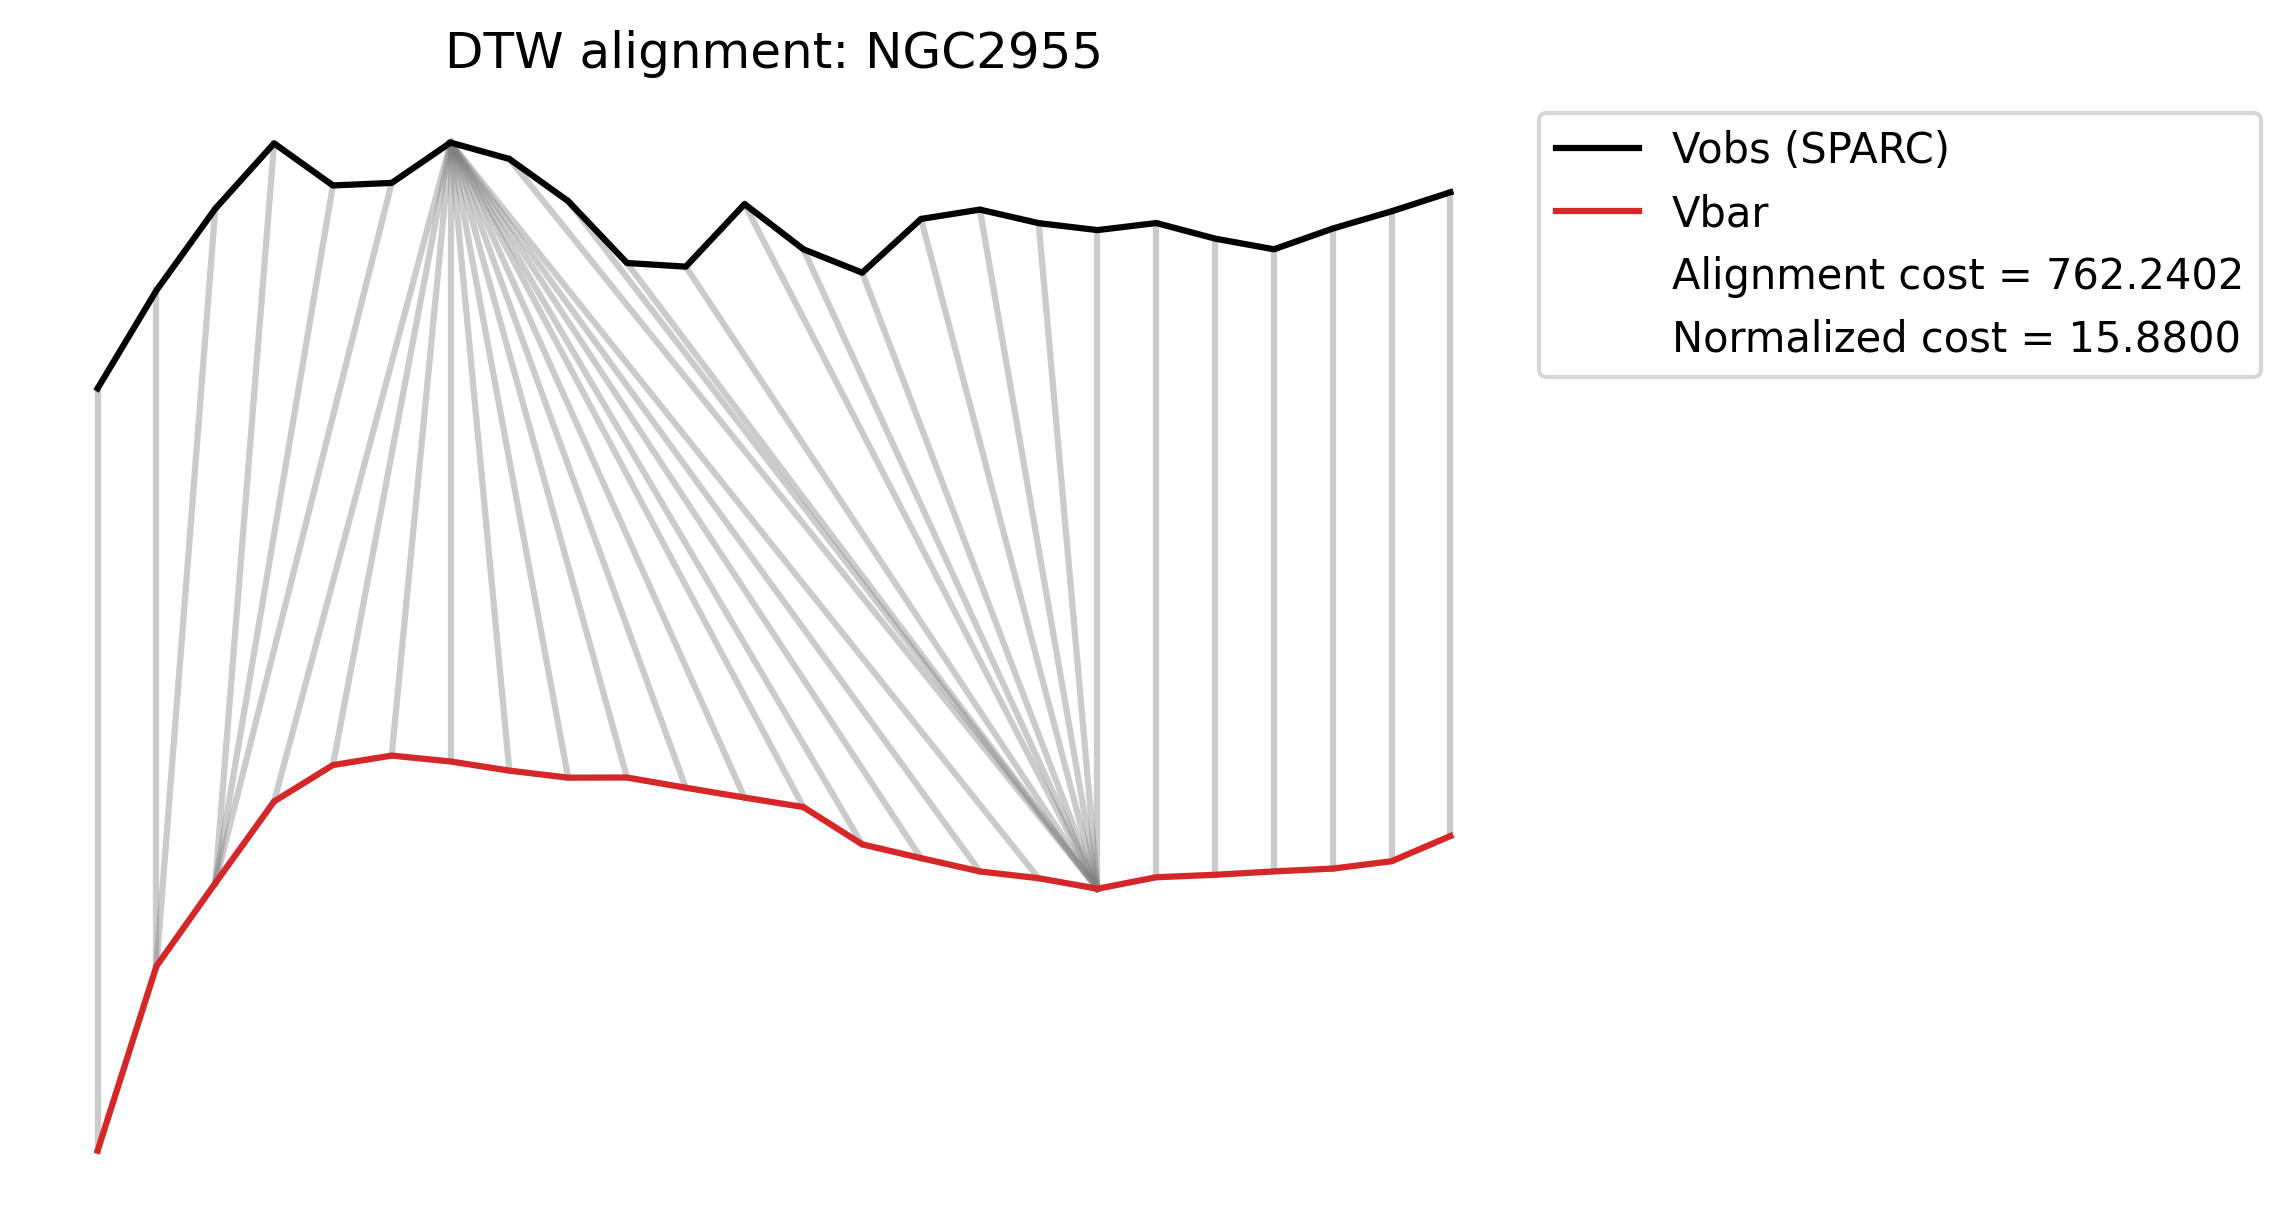 DTW alignment: NGC2955
Vobs (SPARC)
Vbar
Alignment cost = 762.2402
Normalized cost = 15.8800